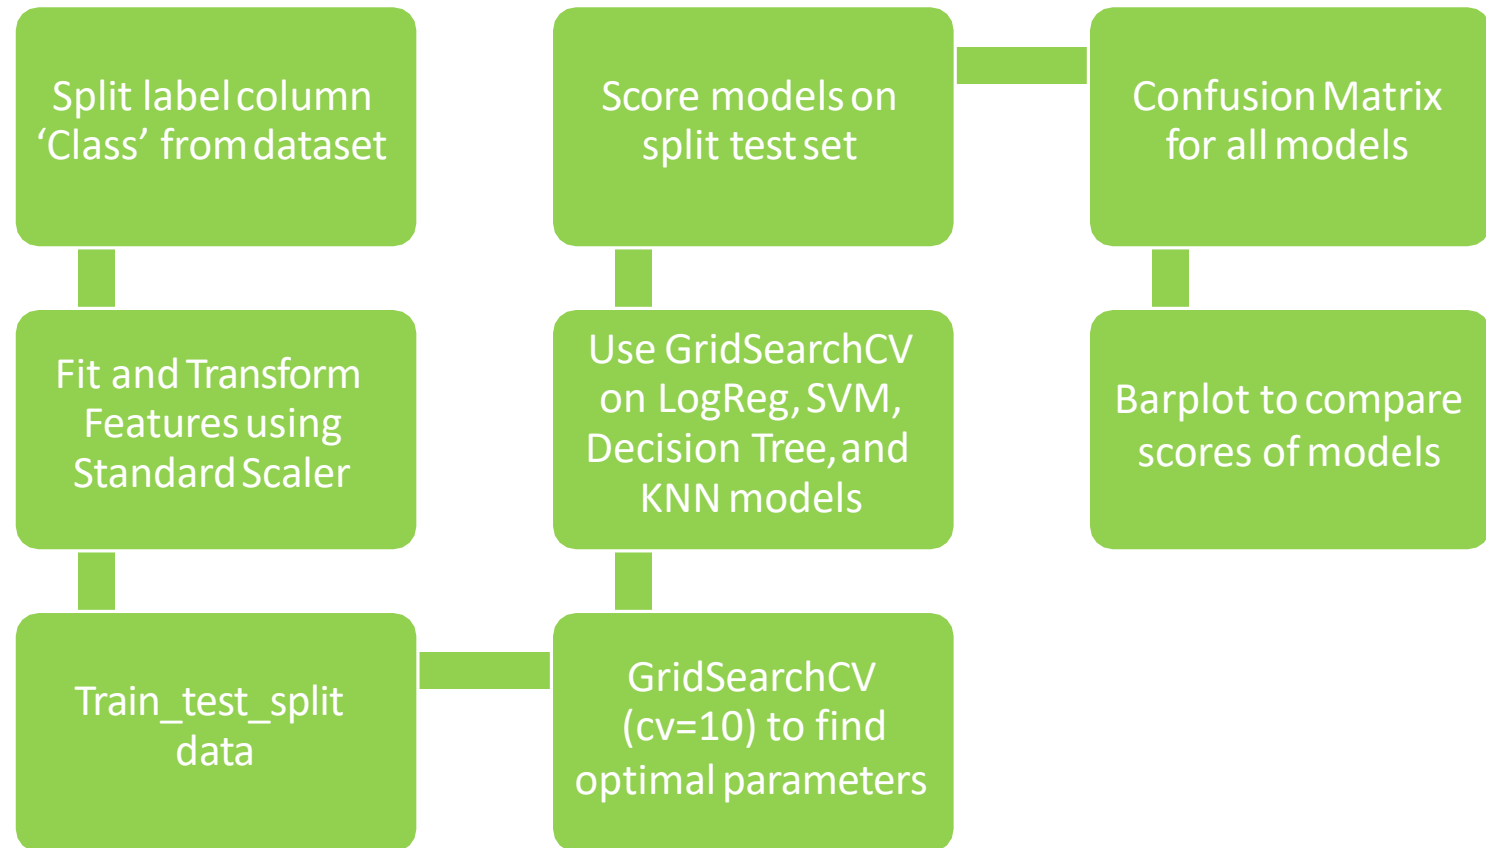 Split label column
‘Class’ from dataset
Fit and Transform
Features using
Standard Scaler
Train_test_split
data
GridSearchCV
(cv=10) to find
optimal parameters
Use GridSearchCV
on LogReg, SVM,
Decision Tree, and
KNN models
Score models on
split test set
Confusion Matrix
for all models
Barplot to compare
scores of models